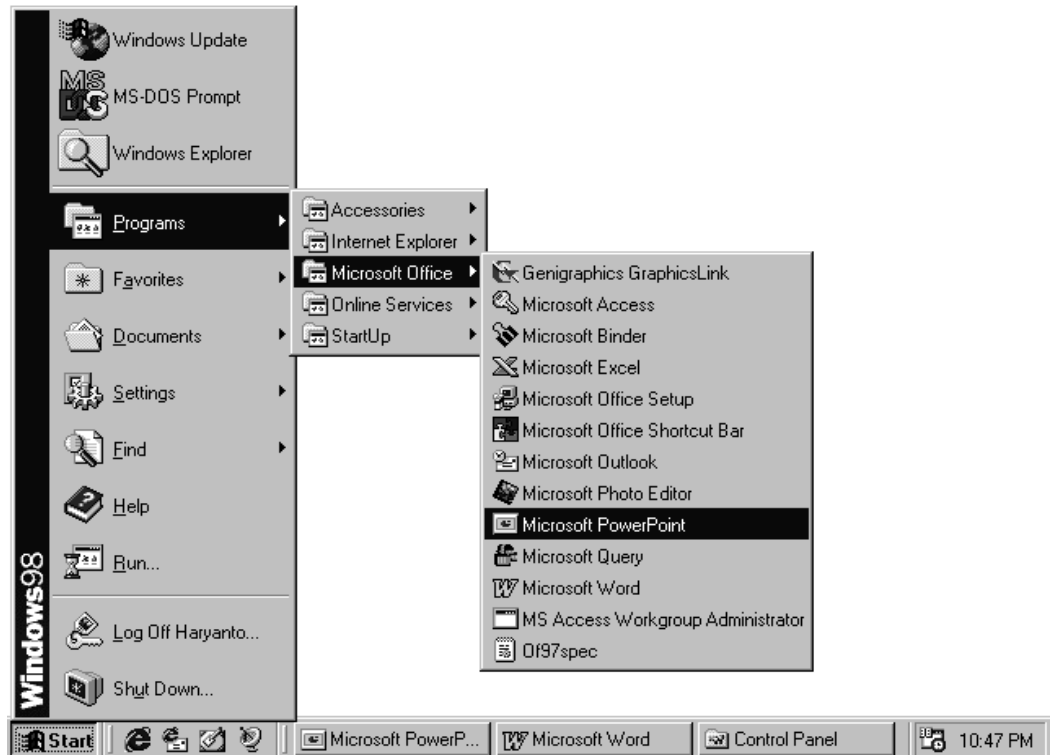 Windows Update
MS-DOS Prompt
Windows Explorer
Programs
Favorites
Documents
Settings
Find
Help
Run...
Log Off Haryanto...
Shut Down...
Windows98
Accessories
Internet Explorer
Microsoft Office
Online Services
StartUp
Genigraphics GraphicsLink
Microsoft Access
Microsoft Binder
Microsoft Excel
Microsoft Office Setup
Microsoft Office Shortcut Bar
Microsoft Outlook
Microsoft Photo Editor
Microsoft PowerPoint
Microsoft Query
Microsoft Word
MS Access Workgroup Administrator
Of97spec
Start
Microsoft PowerP...
Microsoft Word
Control Panel
10:47 PM